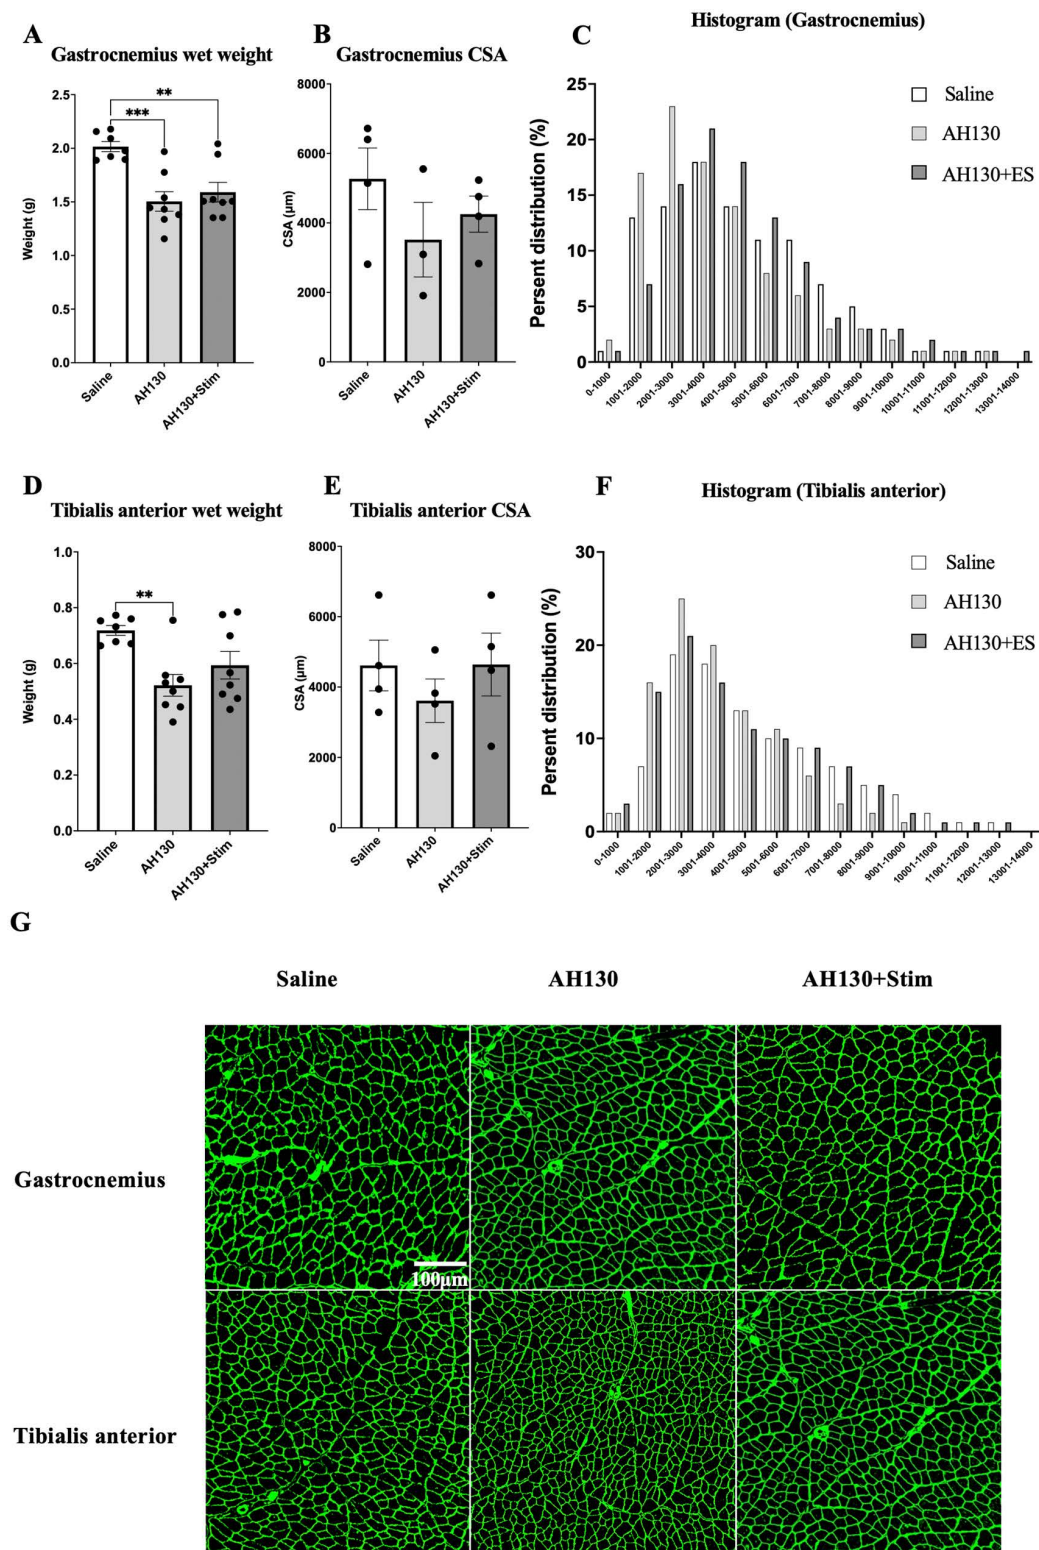 A
Gastrocnemius wet weight
Weight (g)
2.5
2.0
1.5
1.0
0.5
0.0
**
***
Saline
AH130
AH130+Stim
B
Gastrocnemius CSA
CSA (µm)
8000
6000
4000
2000
0
Saline
AH130
AH130+Stim
C
Histogram (Gastrocnemius)
Persent distribution (%)
25
20
15
10
5
0
Saline
AH130
AH130+ES
0-1000
1001-2000
2001-3000
3001-4000
4001-5000
5001-6000
6001-7000
7001-8000
8001-9000
9001-10000
10001-11000
11001-12000
12001-13000
13001-14000
D
Tibialis anterior wet weight
Weight (g)
1.0
0.8
0.6
0.4
0.2
0.0
**
Saline
AH130
AH130+Stim
E
Tibialis anterior CSA
CSA (µm)
8000
6000
4000
2000
0
Saline
AH130
AH130+Stim
F
Histogram (Tibialis anterior)
Persent distribution (%)
30
20
10
0
Saline
AH130
AH130+ES
0-1000
1001-2000
2001-3000
3001-4000
4001-5000
5001-6000
6001-7000
7001-8000
8001-9000
9001-10000
10001-11000
11001-12000
12001-13000
13001-14000
G
Saline
AH130
AH130+Stim
Gastrocnemius
100µm
Tibialis anterior